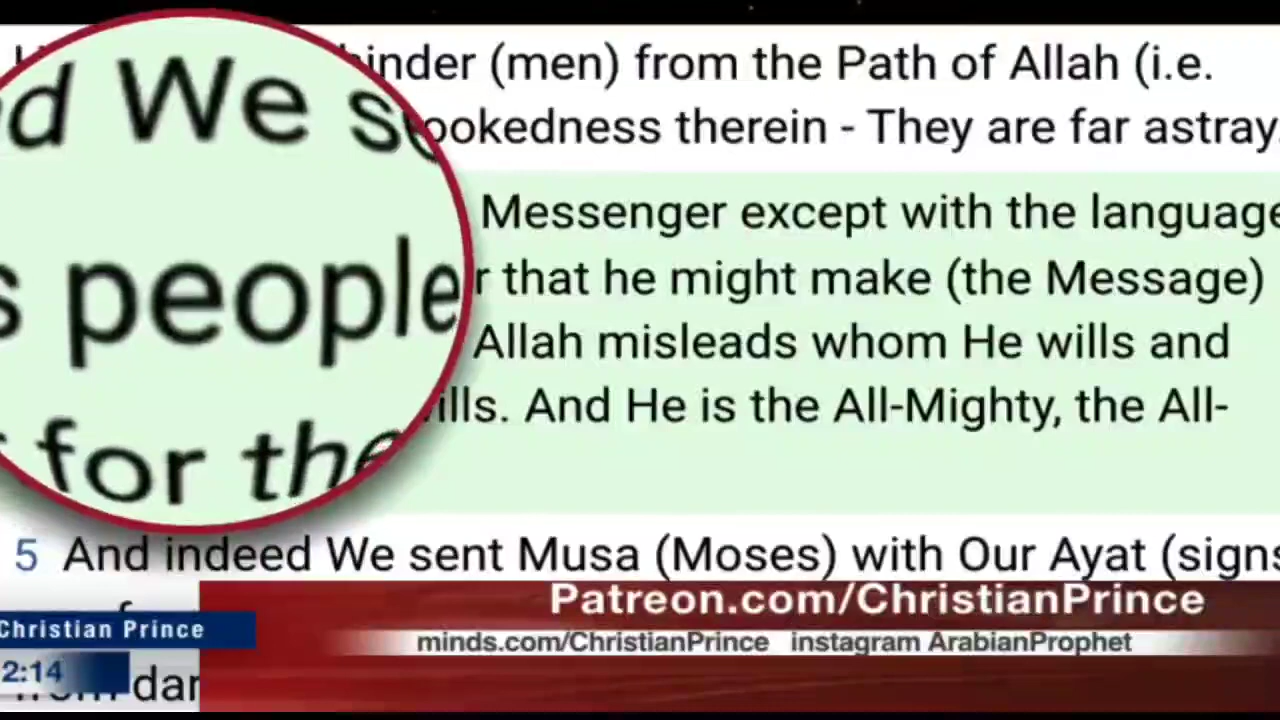 hinder (men) from the Path of Allah (i.e.
ookedness therein - They are far astray.
We
people
for the
Messenger except with the language
that he might make (the Message)
Allah misleads whom He wills and
ills. And He is the All-Mighty, the All-
5 And indeed We sent Musa (Moses) with Our Ayat (signs
Patreon.com/ChristianPrince
Christian Prince
minds.com/ChristianPrince instagram ArabianProphet
2:14